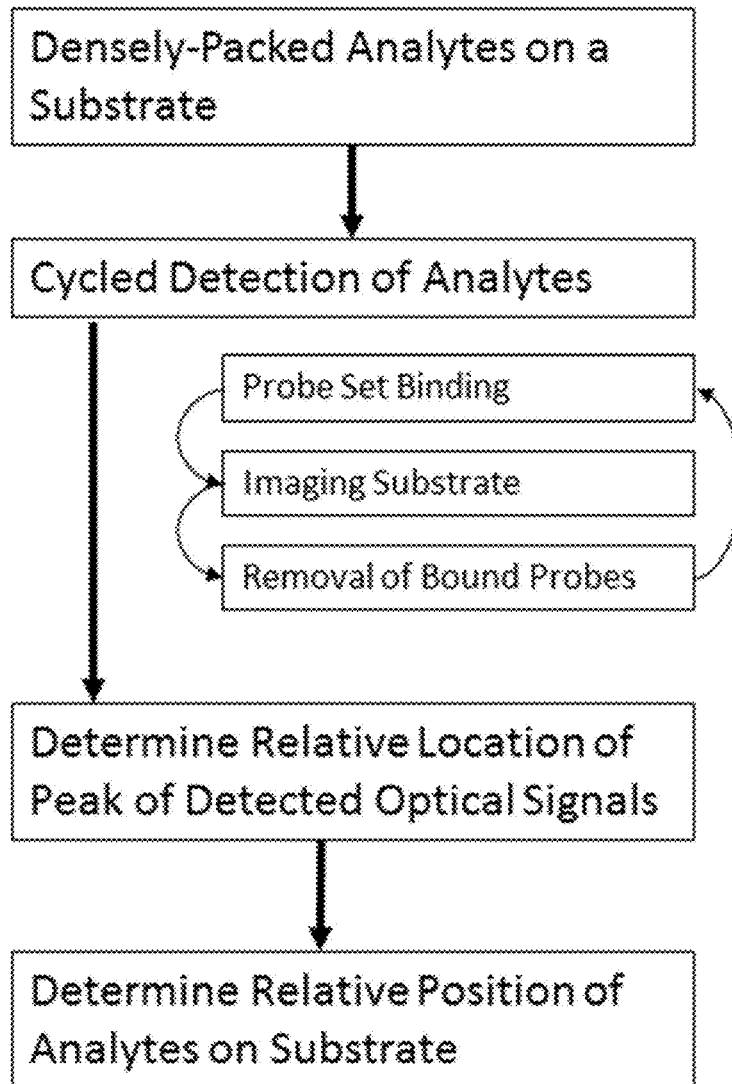 Densely-Packed Analytes on a
Substrate
Cycled Detection of Analytes
Probe Set Binding
Imaging Substrate
Removal of Bound Probes
Determine Relative Location of
Peak of Detected Optical Signals
Determine Relative Position of
Analytes on Substrate